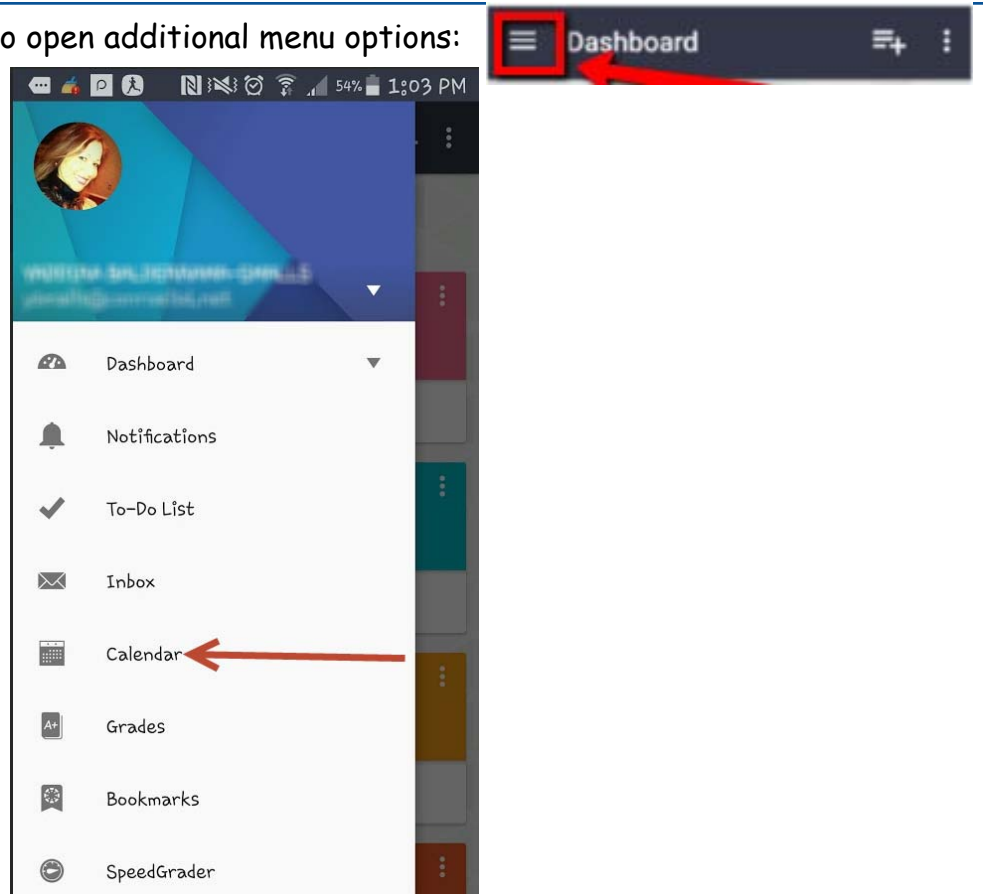 o open additional menu options:
Dashboard
54% 1:03 PM
Dashboard
Notifications
To-Do List
Inbox
Calendar
A+ Grades
Bookmarks
SpeedGrader